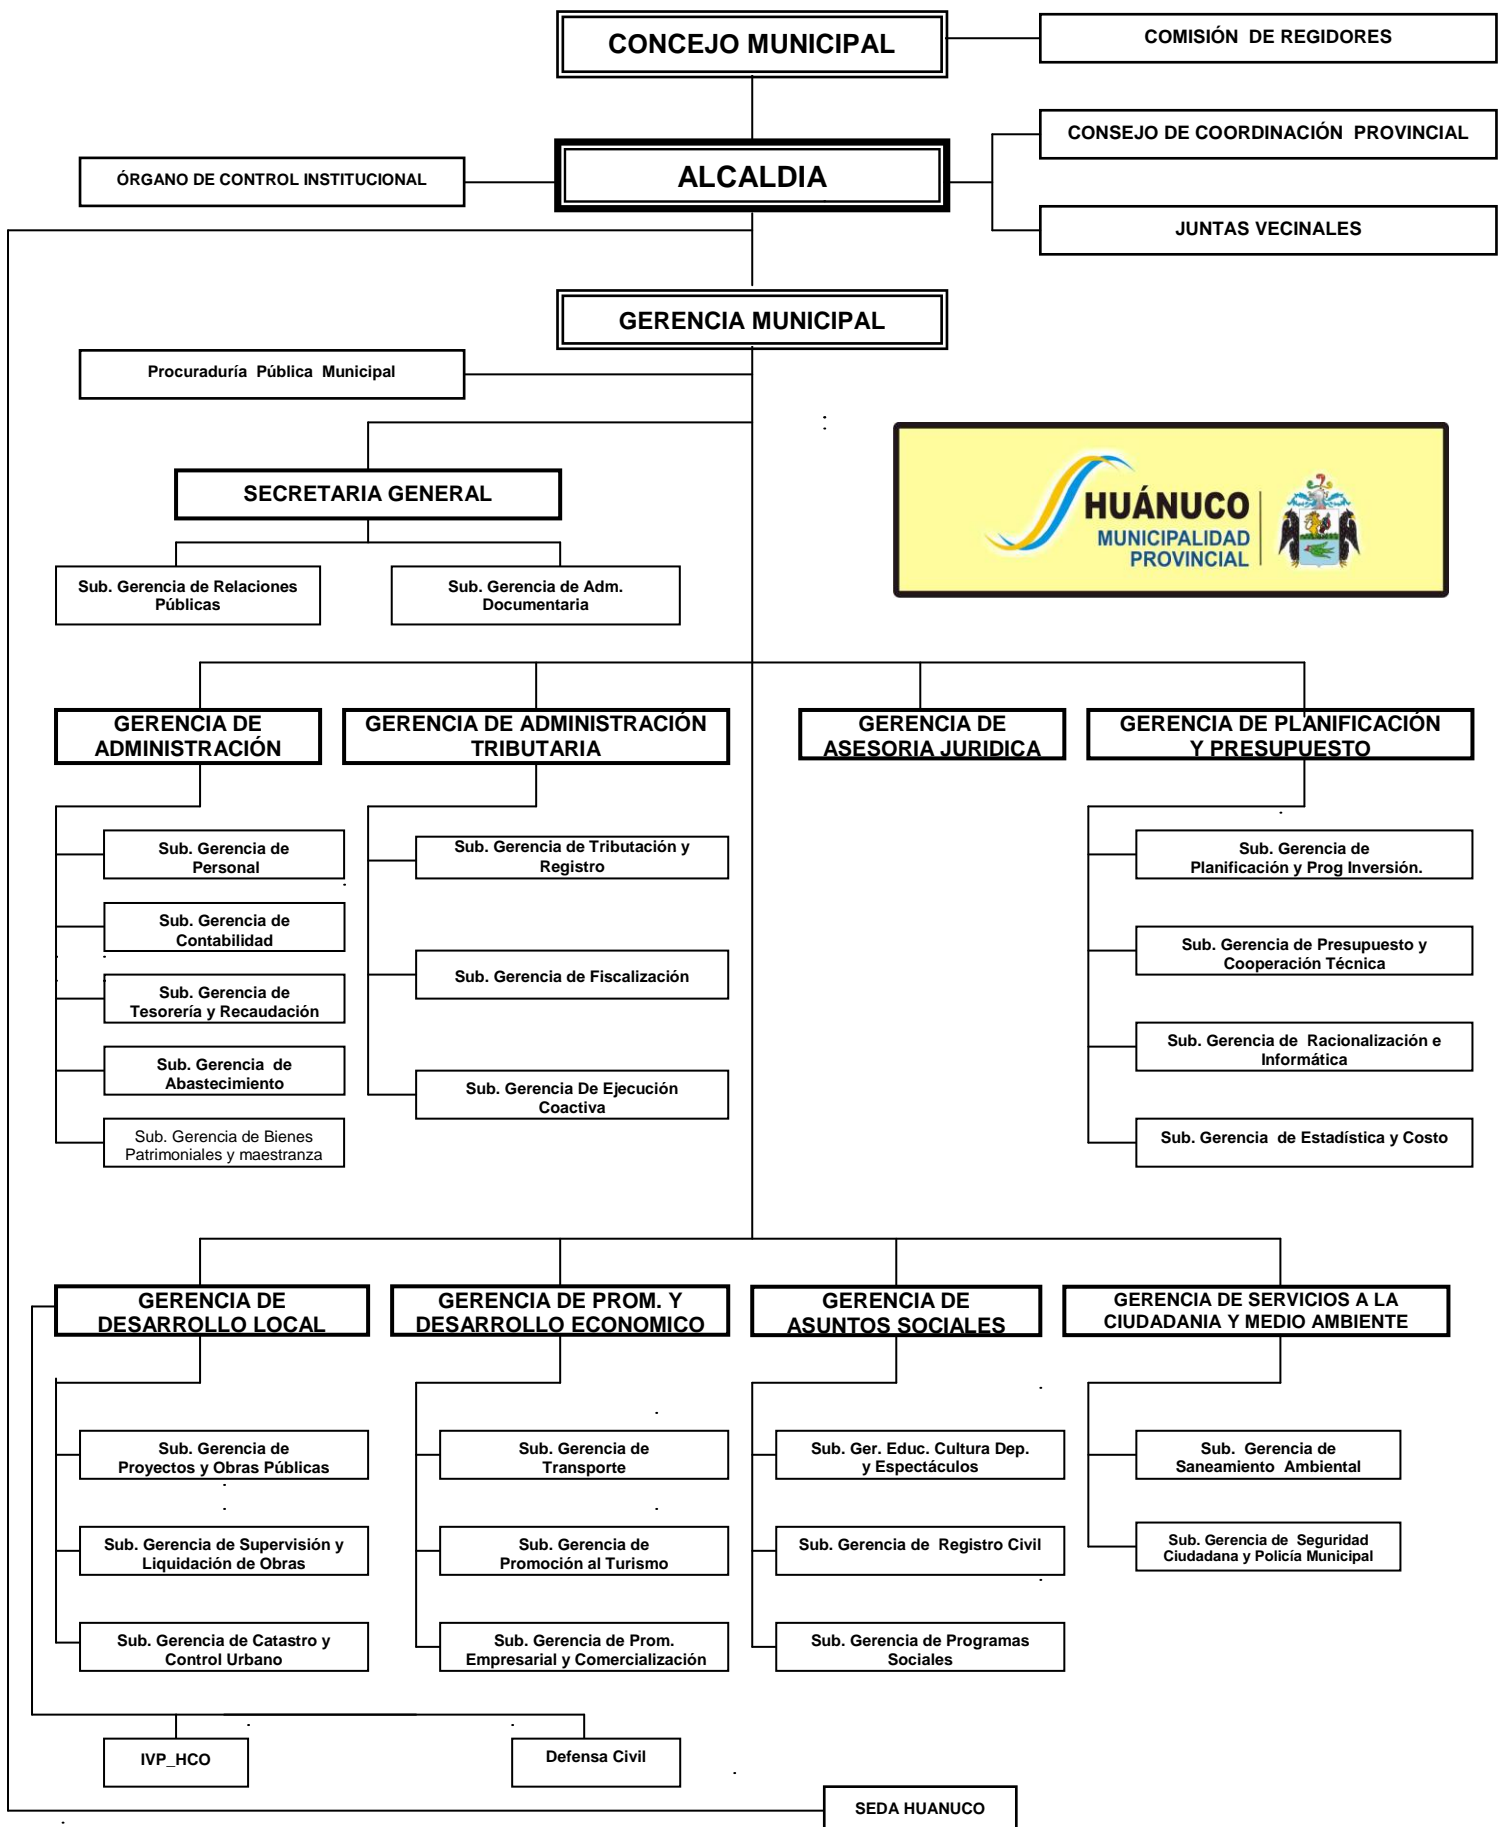 CONCEJO MUNICIPAL
COMISIÓN DE REGIDORES
CONSEJO DE COORDINACIÓN PROVINCIAL
ÓRGANO DE CONTROL INSTITUCIONAL
ALCALDIA
JUNTAS VECINALES
GERENCIA MUNICIPAL
Procuraduría Pública Municipal
SECRETARIA GENERAL
HUÁNUCO
MUNICIPALIDAD
PROVINCIAL
Sub. Gerencia de Relaciones
Públicas
Sub. Gerencia de Adm.
Documentaria
GERENCIA DE
ADMINISTRACIÓN
GERENCIA DE ADMINISTRACIÓN
TRIBUTARIA
GERENCIA DE
ASESORIA JURIDICA
GERENCIA DE PLANIFICACIÓN
Y PRESUPUESTO
Sub. Gerencia de
Personal
Sub. Gerencia de
Contabilidad
Sub. Gerencia de
Tesorería y Recaudación
Sub. Gerencia de
Abastecimiento
Sub. Gerencia de Bienes
Patrimoniales y maestranza
Sub. Gerencia de Tributación y
Registro
Sub. Gerencia de Fiscalización
Sub. Gerencia De Ejecución
Coactiva
Sub. Gerencia de
Planificación y Prog Inversión.
Sub. Gerencia de Presupuesto y
Cooperación Técnica
Sub. Gerencia de Racionalización e
Informática
Sub. Gerencia de Estadística y Costo
GERENCIA DE
DESARROLLO LOCAL
GERENCIA DE PROM. Y
DESARROLLO ECONOMICO
GERENCIA DE
ASUNTOS SOCIALES
GERENCIA DE SERVICIOS A LA
CIUDADANIA Y MEDIO AMBIENTE
Sub. Gerencia de
Proyectos y Obras Públicas
Sub. Gerencia de Supervisión y
Liquidación de Obras
Sub. Gerencia de Catastro y
Control Urbano
Sub. Gerencia de
Transporte
Sub. Gerencia de
Promoción al Turismo
Sub. Gerencia de Prom.
Empresarial y Comercialización
Sub. Ger. Educ. Cultura Dep.
y Espectáculos
Sub. Gerencia de Registro Civil
Sub. Gerencia de Programas
Sociales
Sub. Gerencia de
Saneamiento Ambiental
Sub. Gerencia de Seguridad
Ciudadana y Policía Municipal
IVP_HCO
Defensa Civil
SEDA HUANUCO